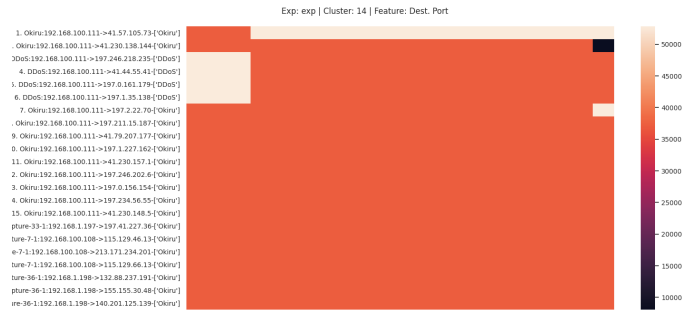 Exp: exp | Cluster: 14 | Feature: Dest. Port
1. Okiru:192.168.100.111->41.57.105.73-['Okiru']
. Okiru:192.168.100.111->41.230.138.144-['Okiru']
DDoS:192.168.100.111->197.246.218.235-['DDoS']
4. DDoS:192.168.100.111->41.44.55.41-['DDoS']
5. DDoS:192.168.100.111->197.0.161.179-['DDoS']
6. DDoS:192.168.100.111->197.1.35.138-['DDoS']
7. Okiru:192.168.100.111->197.2.22.70-['Okiru']
. Okiru:192.168.100.111->197.211.15.187-['Okiru']
9. Okiru:192.168.100.111->41.79.207.177-['Okiru']
0. Okiru:192.168.100.111->197.1.227.162-['Okiru']
11. Okiru:192.168.100.111->41.230.157.1-['Okiru']
2. Okiru:192.168.100.111->197.246.202.6-['Okiru']
3. Okiru:192.168.100.111->197.0.156.154-['Okiru']
4. Okiru:192.168.100.111->197.234.56.55-['Okiru']
15. Okiru:192.168.100.111->41.230.148.5-['Okiru']
pture-33-1:192.168.1.197->197.41.227.36-['Okiru']
ture-7-1:192.168.100.108->115.129.46.13-['Okiru']
e-7-1:192.168.100.108->213.171.234.201-['Okiru']
ture-7-1:192.168.100.108->115.129.66.13-['Okiru']
ture-36-1:192.168.1.198->132.88.237.191-['Okiru']
pture-36-1:192.168.1.198->155.155.30.48-['Okiru']
re-36-1:192.168.1.198->140.201.125.139-['Okiru']
50000
45000
40000
35000
30000
25000
20000
15000
10000